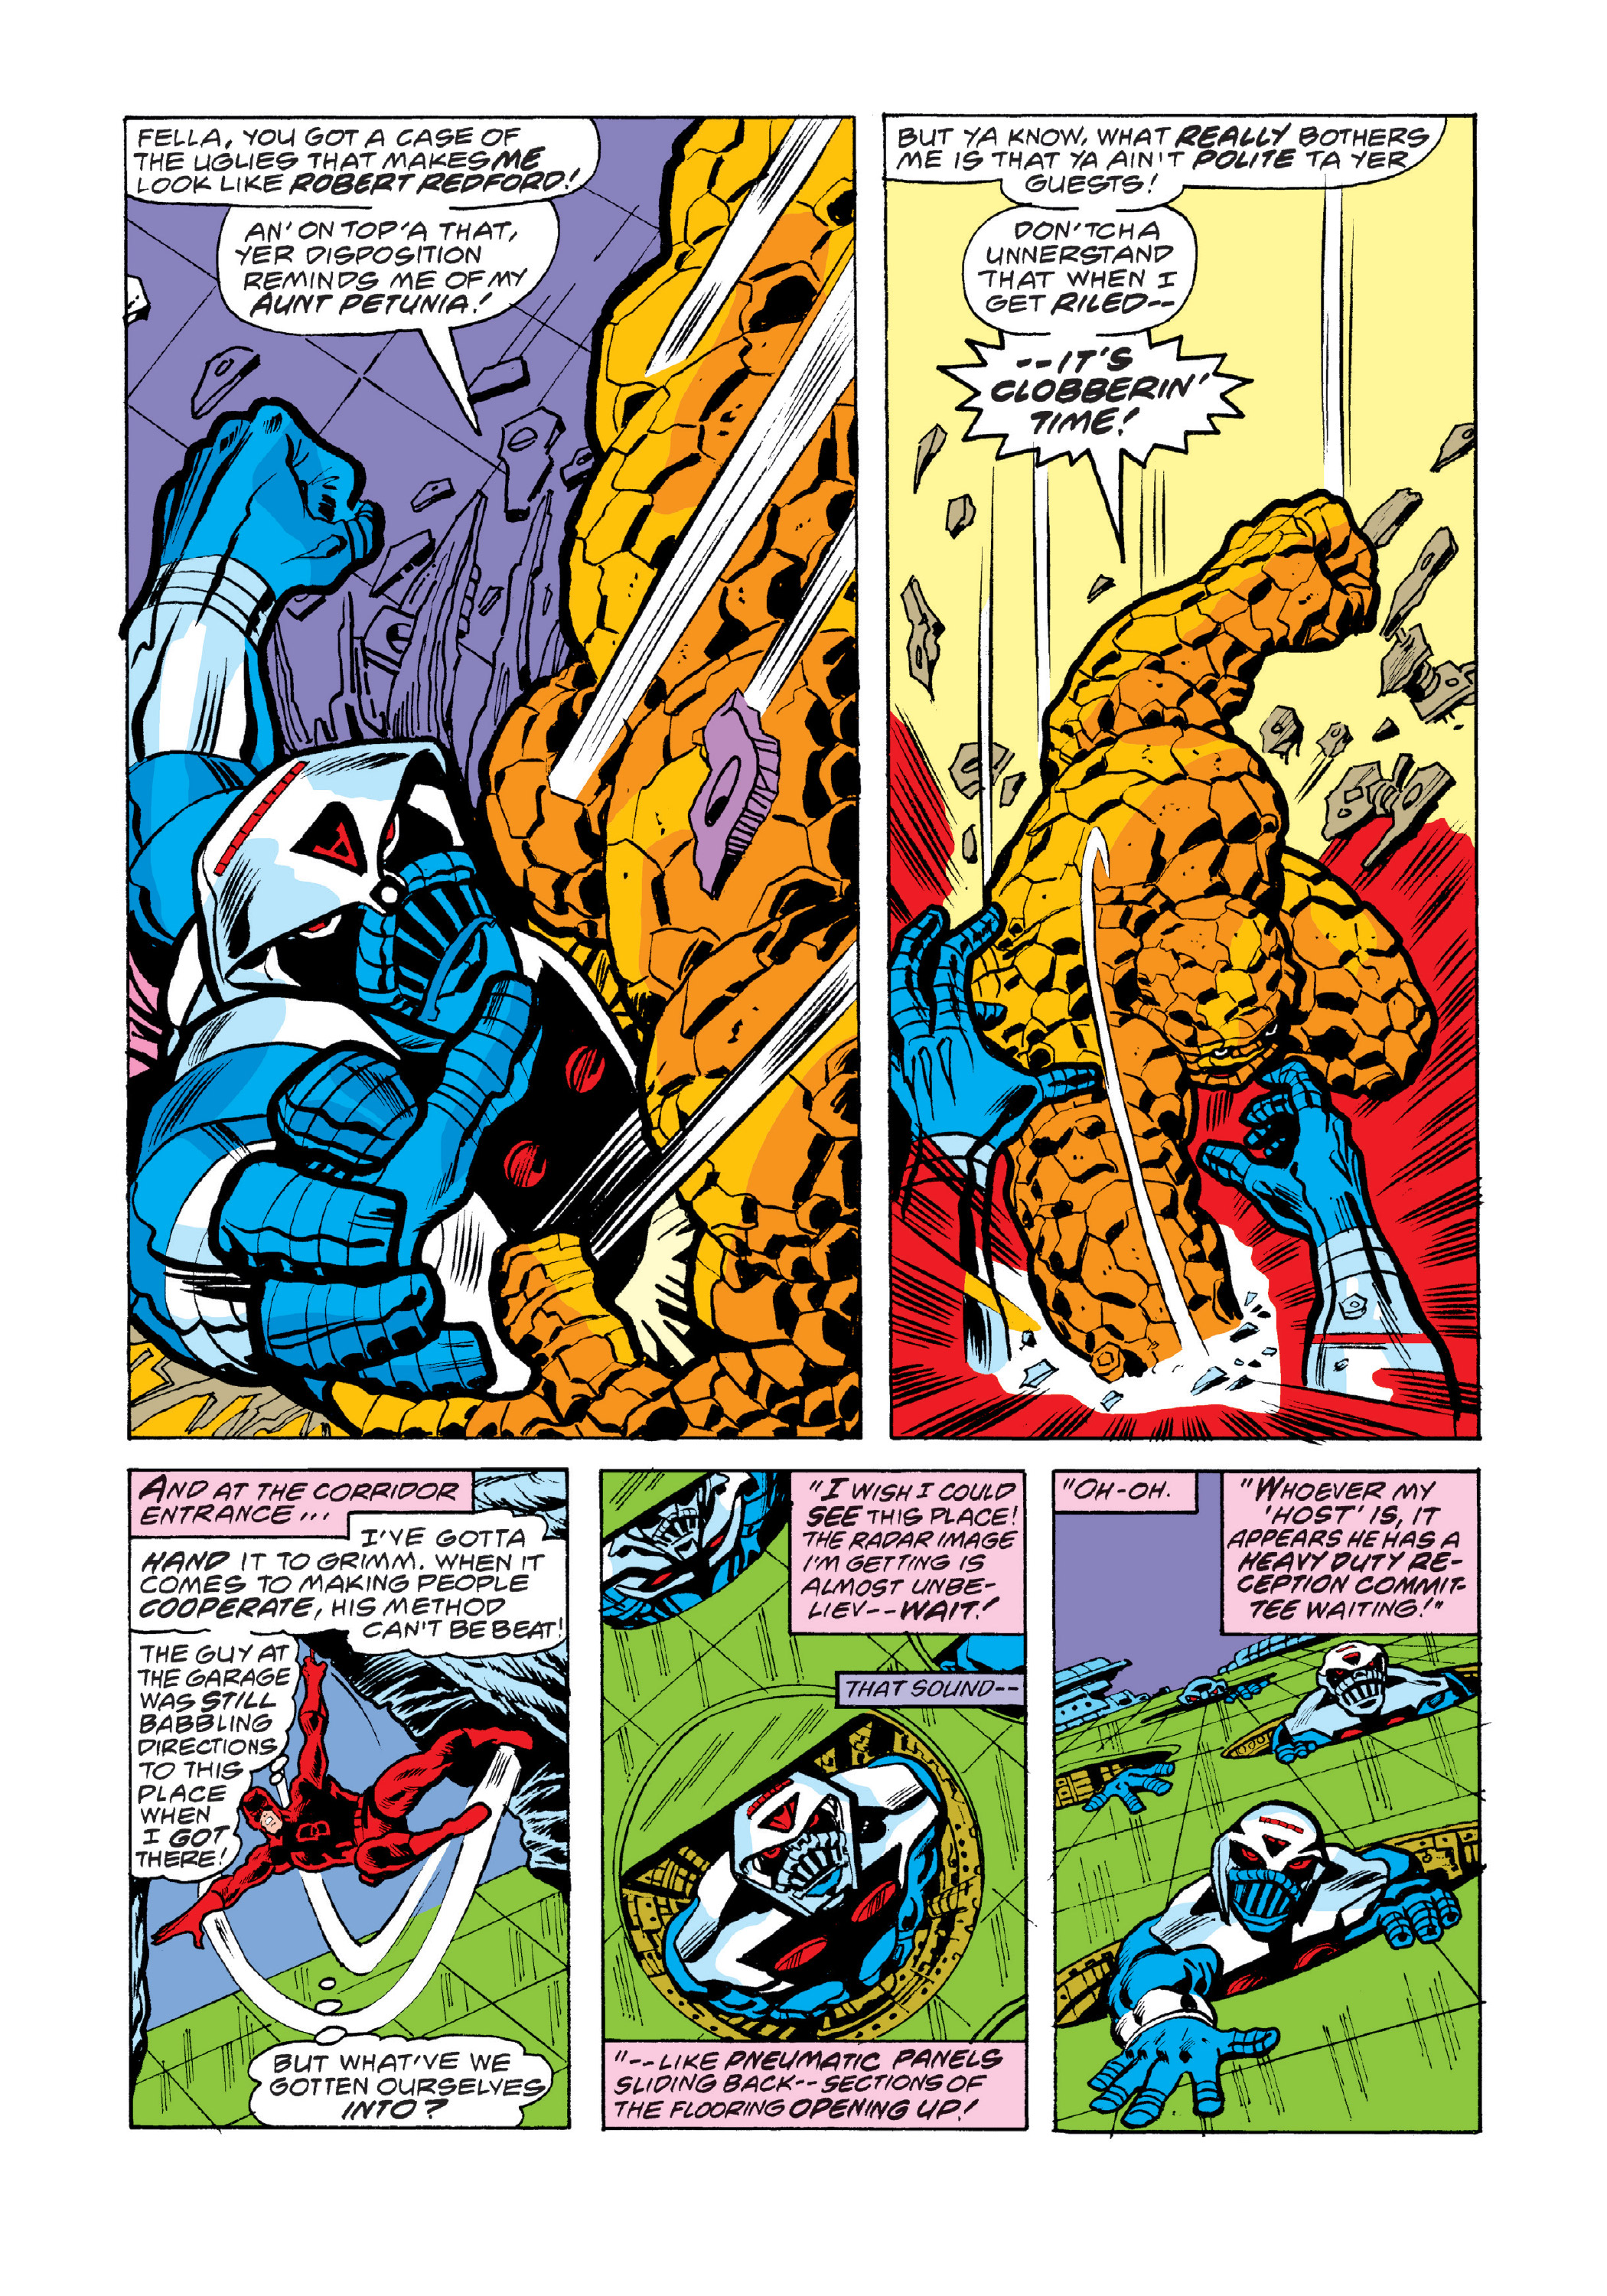 FELLA, YOU GOT A CASE OF
THE UGLIES THAT MAKES ME
LOOK LIKE ROBERT REDFORD!
AN' ON TOP'A THAT,
YER DISPOSITION
REMINDS ME OF MY
AUNT PETUNIA!
BUT YA KNOW, WHAT REALLY BOTHERS
ME IS THAT YA AIN'T POLITE TA YER
GUESTS!
DON'TCHA
UNNERSTAND
THAT WHEN I
GET RILED--
--IT'S
CLOBBERIN'
TIME!
AND AT THE CORRIDOR
ENTRANCE...
I'VE GOTTA
HAND IT TO GRIMM. WHEN IT
COMES TO MAKING PEOPLE
COOPERATE, HIS METHOD
CAN'T BE BEAT!
THE GUY AT
THE GARAGE
WAS STILL
BABBLING
DIRECTIONS
TO THIS
PLACE
WHEN
I GOT
THERE!
DD
BUT WHAT'VE WE
GOTTEN OURSELVES
INTO?
"I WISH I COULD
SEE THIS PLACE!
THE RADAR IMAGE
I'M GETTING IS
ALMOST UNBE-
LIEV--WAIT!
THAT SOUND--
"--LIKE PNEUMATIC PANELS
SLIDING BACK--SECTIONS OF
THE FLOORING OPENING UP!
"OH-OH.
"WHOEVER MY
'HOST' IS, IT
APPEARS HE HAS A
HEAVY DUTY RE-
CEPTION COMMIT-
TEE WAITING!"